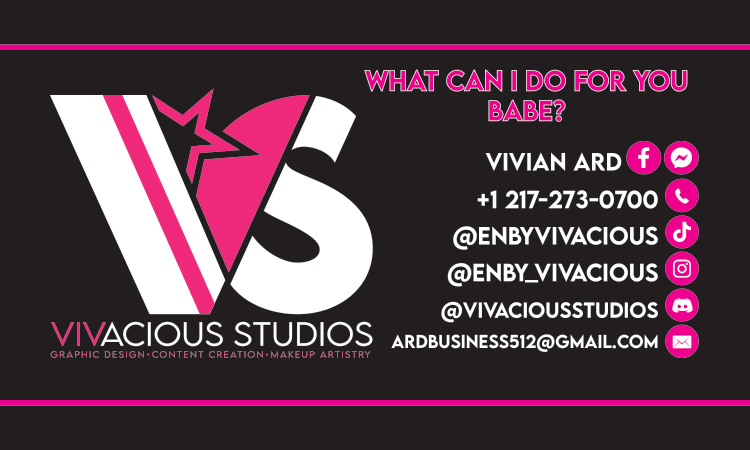 WHAT CAN I DO FOR YOU
BABE?
VS
VIVACIOUS STUDIOS
GRAPHIC DESIGN•CONTENT CREATION•MAKEUP ARTISTRY
VIVIAN ARD
+1 217-273-0700
@ENBYVIVACIOUS
@ENBY_VIVACIOUS
@VIVACIOUSSTUDIOS
ARDBUSINESS512@GMAIL.COM